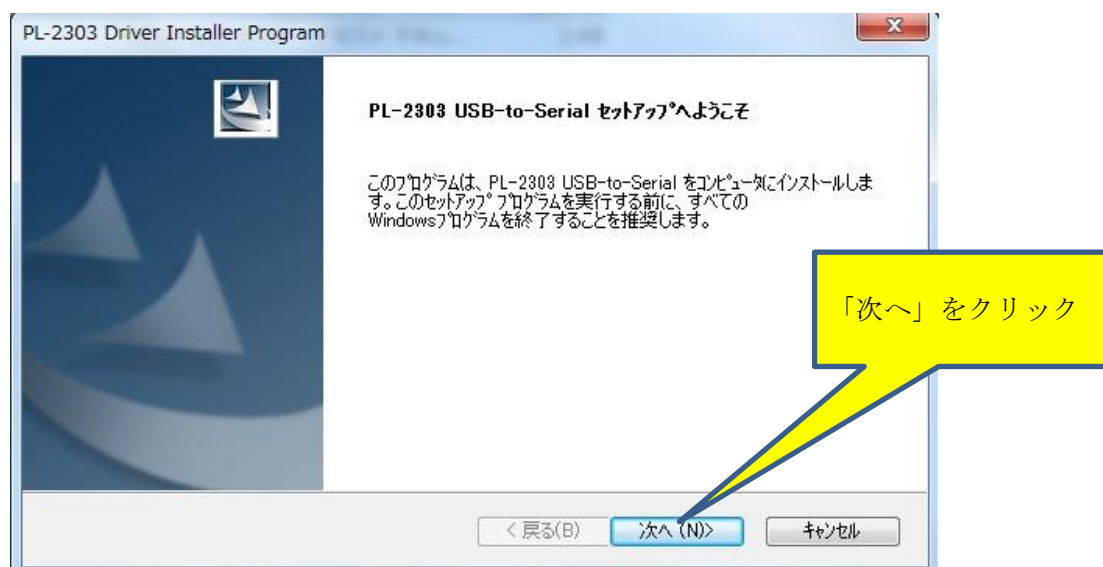 PL-2303 Driver Installer Program
PL-2303 USB-to-Serial ｾｯﾄｱｯﾌﾟへようこそ
このﾌﾟﾛｸﾞﾗﾑは、PL-2303 USB-to-Serial をｺﾝﾋﾟｭｰﾀにｲﾝｽﾄｰﾙしま
す。このｾｯﾄｱｯﾌﾟ ﾌﾟﾛｸﾞﾗﾑを実行する前に、すべての
Windowsﾌﾟﾛｸﾞﾗﾑを終了することを推奨します。
「次へ」をクリック
< 戻る(B)
次へ (N)>
ｷｬﾝｾﾙ